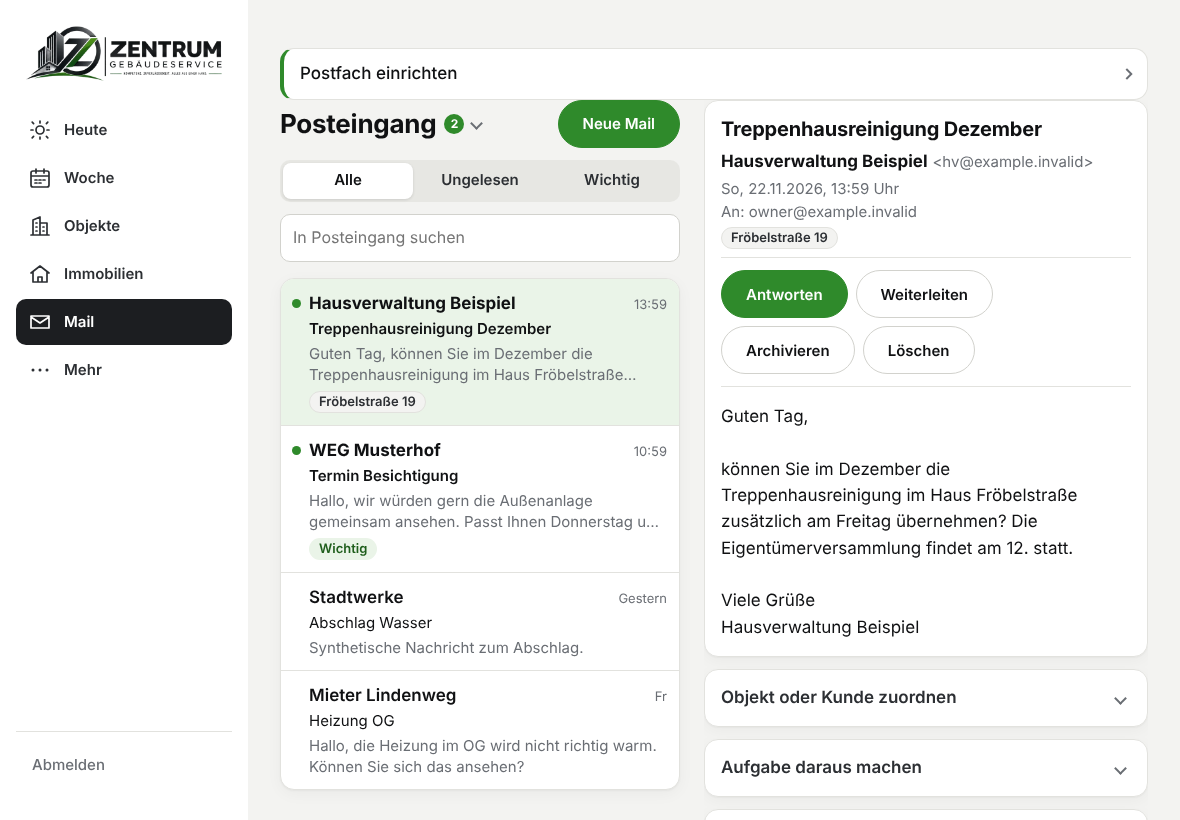 ZENTRUM
GEBÄUDESERVICE
Heute
Woche
Objekte
Immobilien
Mail
Mehr
Abmelden
Postfach einrichten
Posteingang 2
Neue Mail
Alle Ungelesen Wichtig
In Posteingang suchen
Hausverwaltung Beispiel 13:59
Treppenhausreinigung Dezember
Guten Tag, können Sie im Dezember die
Treppenhausreinigung im Haus Fröbelstraße...
Fröbelstraße 19
WEG Musterhof 10:59
Termin Besichtigung
Hallo, wir würden gern die Außenanlage
gemeinsam ansehen. Passt Ihnen Donnerstag u...
Wichtig
Stadtwerke Gestern
Abschlag Wasser
Synthetische Nachricht zum Abschlag.
Mieter Lindenweg Fr
Heizung OG
Hallo, die Heizung im OG wird nicht richtig warm.
Können Sie sich das ansehen?
Treppenhausreinigung Dezember
Hausverwaltung Beispiel <hv@example.invalid>
So, 22.11.2026, 13:59 Uhr
An: owner@example.invalid
Fröbelstraße 19
Antworten Weiterleiten
Archivieren Löschen
Guten Tag,
können Sie im Dezember die
Treppenhausreinigung im Haus Fröbelstraße
zusätzlich am Freitag übernehmen? Die
Eigentümerversammlung findet am 12. statt.
Viele Grüße
Hausverwaltung Beispiel
Objekt oder Kunde zuordnen
Aufgabe daraus machen